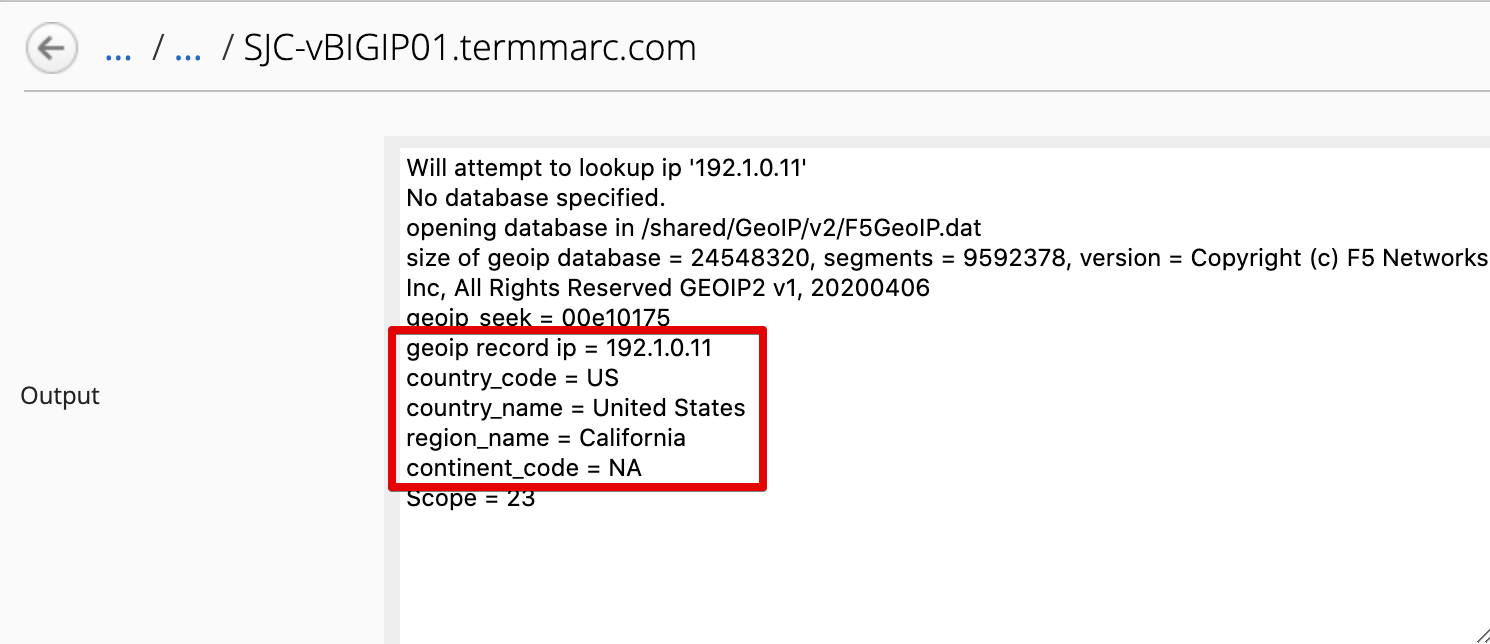 ... / ... / SJC-vBIGIP01.termmarc.com
Will attempt to lookup ip '192.1.0.11'
No database specified.
opening database in /shared/GeoIP/v2/F5GeoIP.dat
size of geoip database = 24548320, segments = 9592378, version = Copyright (c) F5 Networks
Inc, All Rights Reserved GEOIP2 v1, 20200406
geoip_seek = 00e10175
geoip record ip = 192.1.0.11
country_code = US
Output
country_name = United States
region_name = California
continent_code = NA
Scope = 23